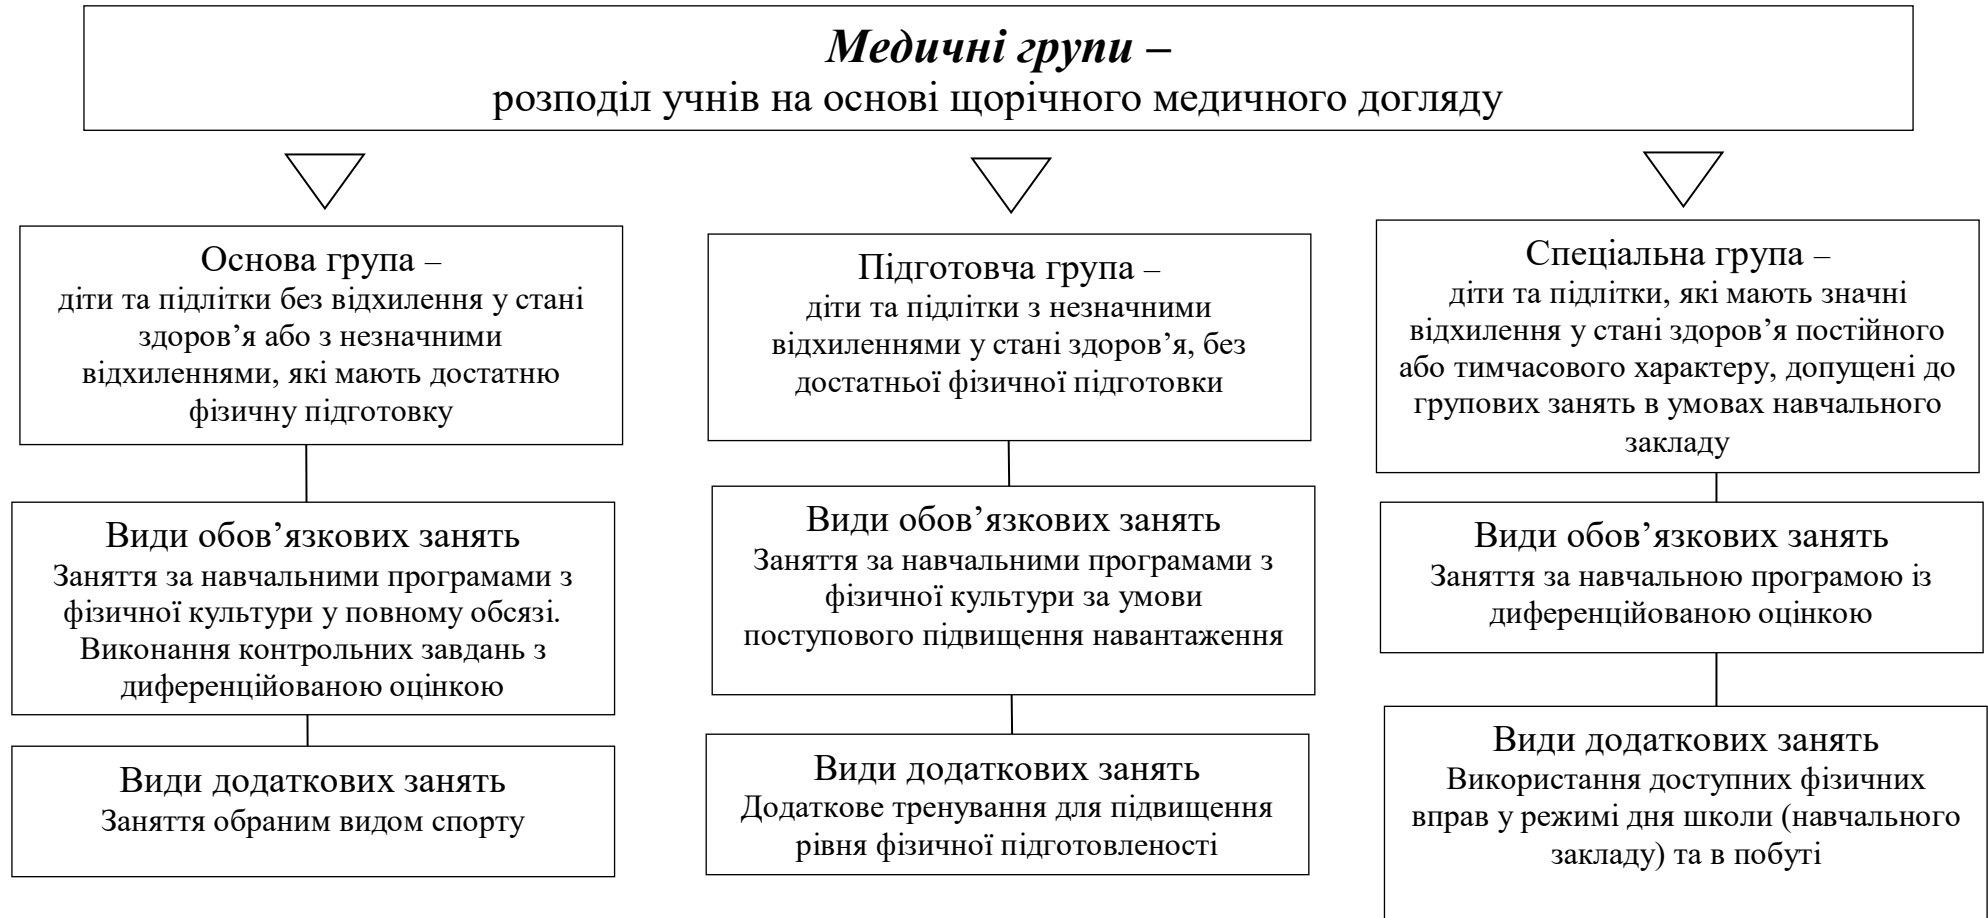 Медичні групи –
розподіл учнів на основі щорічного медичного догляду
Основа група –
діти та підлітки без відхилення у стані
здоров’я або з незначними
відхиленнями, які мають достатню
фізичну підготовку
Види обов’язкових занять
Заняття за навчальними програмами з
фізичної культури у повному обсязі.
Виконання контрольних завдань з
диференційованою оцінкою
Види додаткових занять
Заняття обраним видом спорту
Підготовча група –
діти та підлітки з незначними
відхиленнями у стані здоров’я, без
достатньої фізичної підготовки
Види обов’язкових занять
Заняття за навчальними програмами з
фізичної культури за умови
поступового підвищення навантаження
Види додаткових занять
Додаткове тренування для підвищення
рівня фізичної підготовленості
Спеціальна група –
діти та підлітки, які мають значні
відхилення у стані здоров’я постійного
або тимчасового характеру, допущені до
групових занять в умовах навчального
закладу
Види обов’язкових занять
Заняття за навчальною програмою із
диференційованою оцінкою
Види додаткових занять
Використання доступних фізичних
вправ у режимі дня школи (навчального
закладу) та в побуті